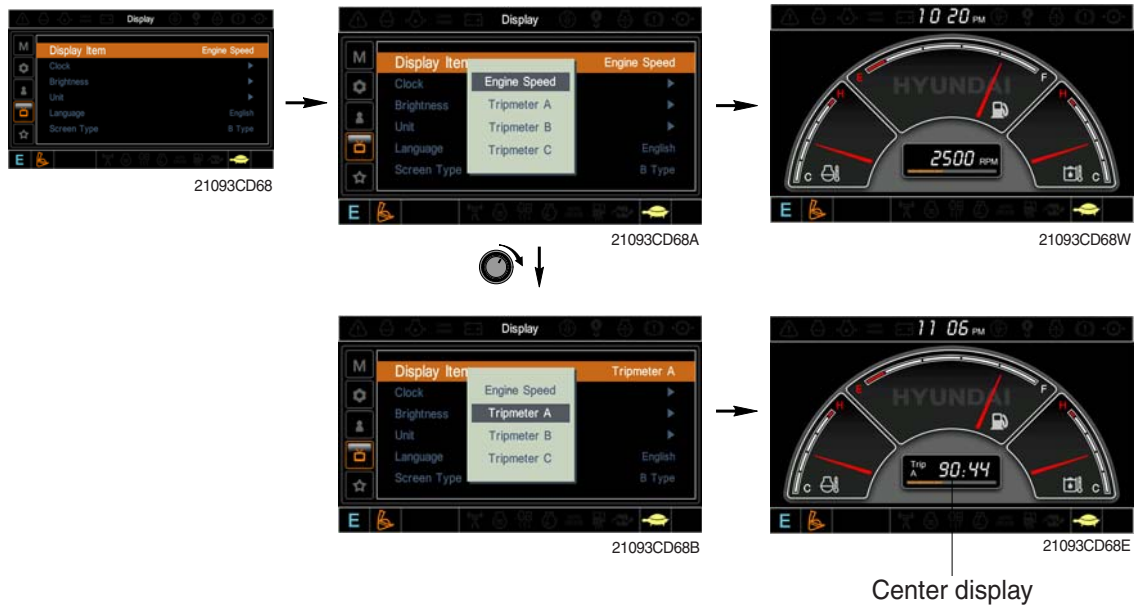 Display
M
Display Item Engine Speed
Clock
Brightness
Unit
Language English
Screen Type B Type
E
21093CD68
Display
M
Display Item Engine Speed
Clock
Brightness
Unit
Language English
Screen Type B Type
Engine Speed
Tripmeter A
Tripmeter B
Tripmeter C
E
21093CD68A
10 20 PM
HYUNDAI
E F
H H
C C
2500 RPM
E
21093CD68W
Display
M
Display Item Tripmeter A
Clock
Brightness
Unit
Language English
Screen Type B Type
Engine Speed
Tripmeter A
Tripmeter B
Tripmeter C
E
21093CD68B
11 06 PM
HYUNDAI
E F
H H
C C
Trip A 90:44
E
21093CD68E
Center display